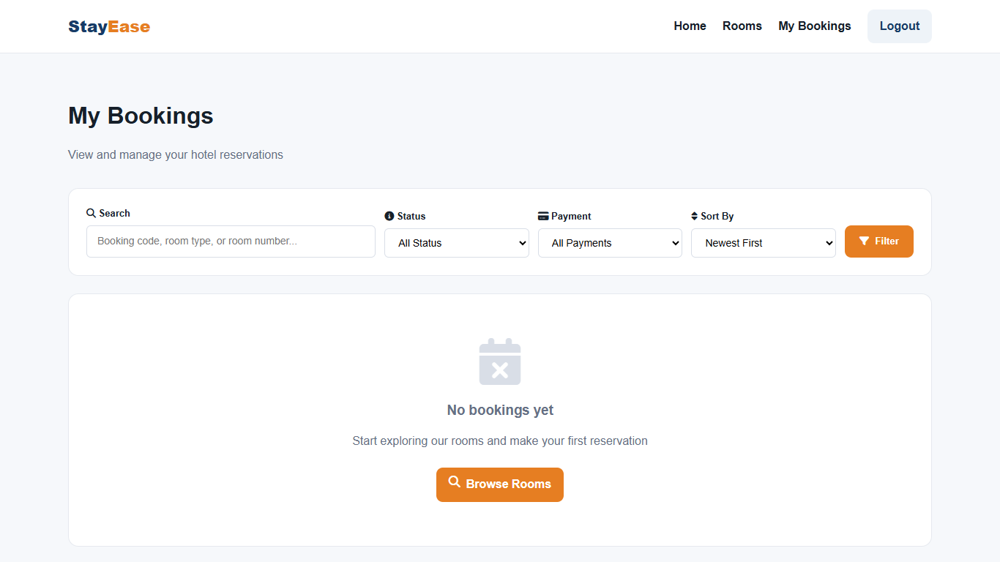 StayEase
Home Rooms My Bookings Logout
My Bookings
View and manage your hotel reservations
Search
Booking code, room type, or room number...
Status
All Status
Payment
All Payments
Sort By
Newest First
Filter
No bookings yet
Start exploring our rooms and make your first reservation
Browse Rooms